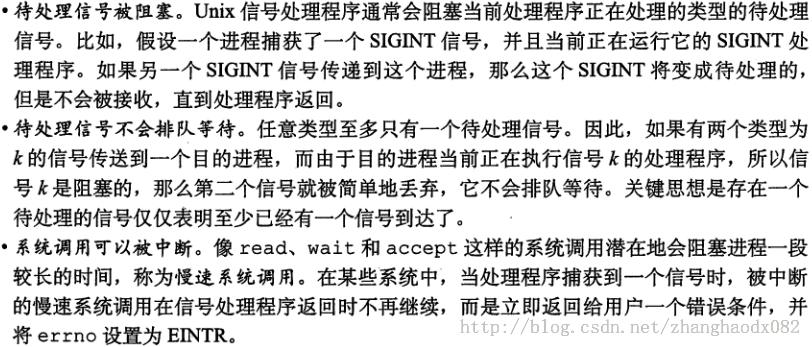 • 待处理信号被阻塞。Unix 信号处理程序通常会阻塞当前处理程序正在处理的类型的待处理
信号。比如，假设一个进程捕获了一个 SIGINT 信号，并且当前正在运行它的 SIGINT 处
理程序。如果另一个 SIGINT 信号传递到这个进程，那么这个 SIGINT 将变成待处理的，
但是不会被接收，直到处理程序返回。
• 待处理信号不会排队等待。任意类型至多只有一个待处理信号。因此，如果有两个类型为
k 的信号传送到一个目的进程，而由于目的进程当前正在执行信号 k 的处理程序，所以信
号 k 是阻塞的，那么第二个信号就被简单地丢弃，它不会排队等待。关键思想是存在一个
待处理的信号仅仅表明至少已经有一个信号到达了。
• 系统调用可以被中断。像 read、wait 和 accept 这样的系统调用潜在地会阻塞进程一段
较长的时间，称为慢速系统调用。在某些系统中，当处理程序捕获到一个信号时，被中断
的慢速系统调用在信号处理程序返回时不再继续，而是立即返回给用户一个错误条件，并
将 errno 设置为 EINTR。
http://blog.csdn.net/zhanghaodx082